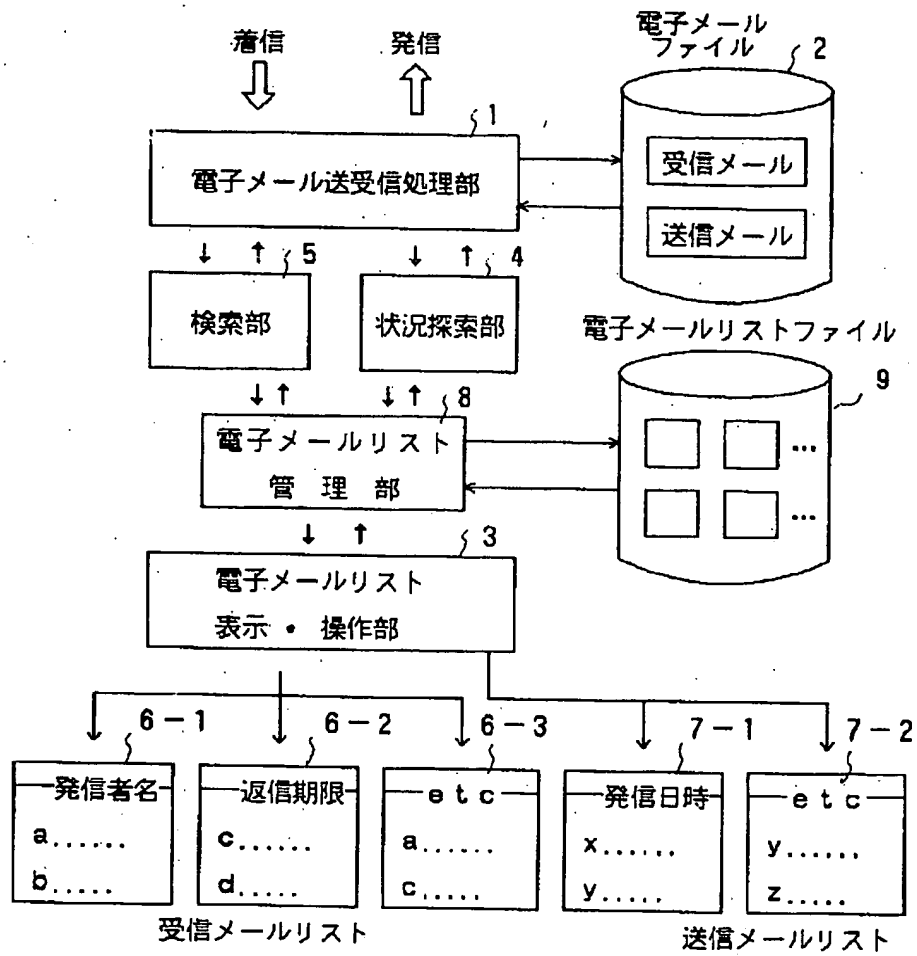 着信
発信
電子メール
ファイル
2
1
電子メール送受信処理部
受信メール
送信メール
5
4
検索部
状況探索部
電子メールリストファイル
9
8
電子メールリスト
管理部
...
...
3
電子メールリスト
表示・操作部
6-1
6-2
6-3
7-1
7-2
発信者名
a......
b.....
返信期限
c......
d.....
etc
a......
c.....
発信日時
x......
y.....
etc
y......
z.....
受信メールリスト
送信メールリスト